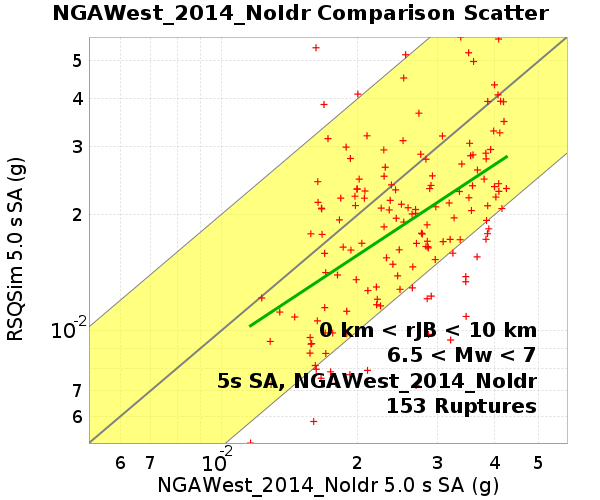 NGAWest_2014_NoIdr Comparison Scatter
RSQSim 5.0 s SA (g)
5
4
3
2
10-2
7
6
0 km < rJB < 10 km
6.5 < Mw < 7
5s SA, NGAWest_2014_NoIdr
153 Ruptures
6 7 10-2 2 3 4 5
NGAWest_2014_NoIdr 5.0 s SA (g)